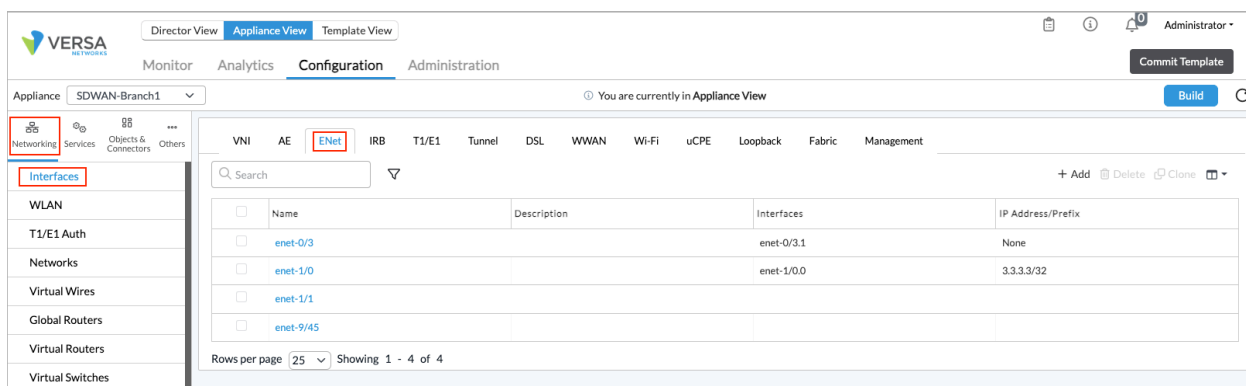 VERSA
NETWORKS
Director View Appliance View Template View
0
Administrator
Monitor Analytics Configuration Administration
Commit Template
Appliance SDWAN-Branch1
You are currently in Appliance View
Build
Networking Services Objects & Connectors Others
VNI AE ENet IRB T1/E1 Tunnel DSL WWAN Wi-Fi uCPE Loopback Fabric Management
Interfaces
WLAN
T1/E1 Auth
Networks
Virtual Wires
Global Routers
Virtual Routers
Virtual Switches
Search
+ Add Delete Clone
Name Description Interfaces IP Address/Prefix
enet-0/3 enet-0/3.1 None
enet-1/0 enet-1/0.0 3.3.3.3/32
enet-1/1
enet-9/45
Rows per page 25 Showing 1 - 4 of 4